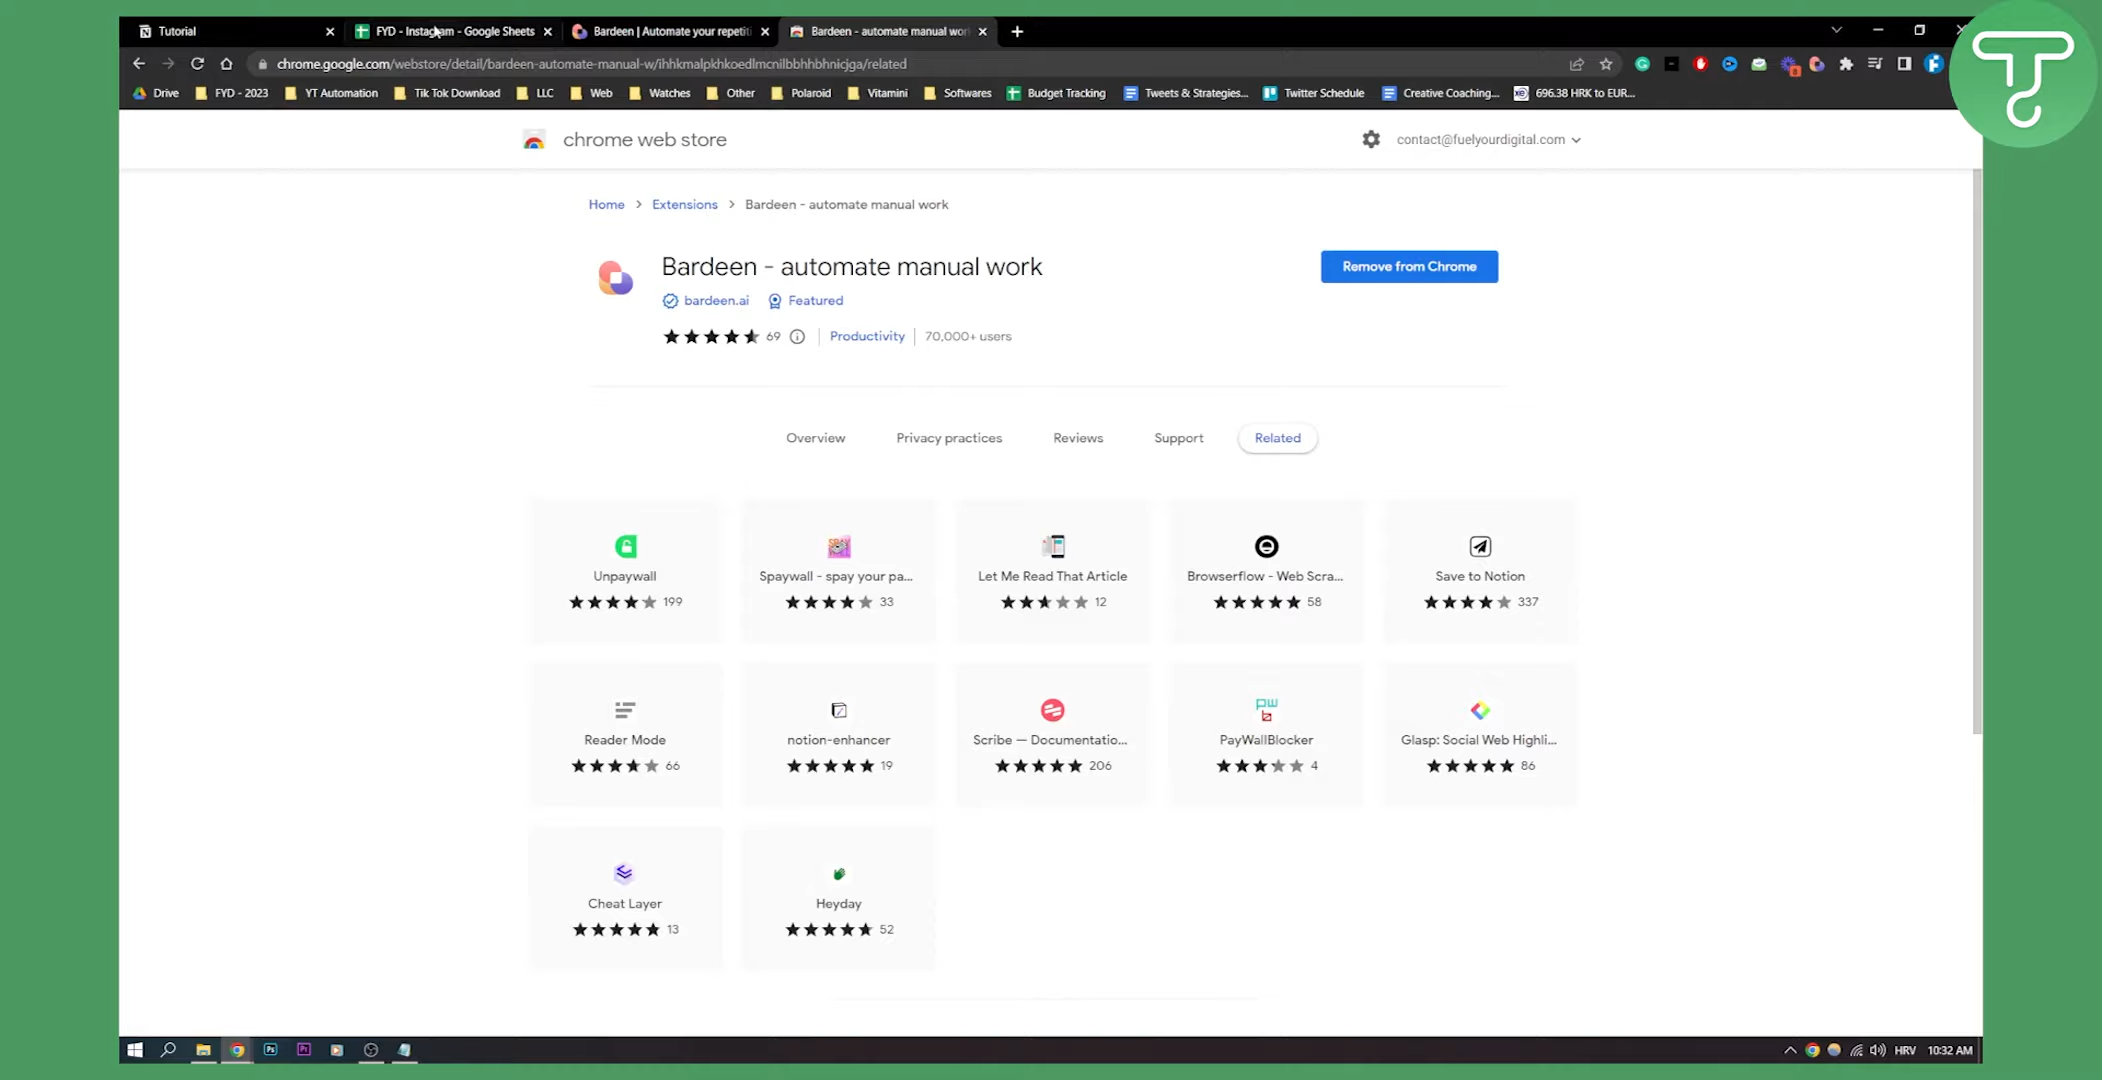 Tutorial
FYD - Instagram - Google Sheets
Bardeen | Automate your repetiti
Bardeen - automate manual wor
chrome.google.com/webstore/detail/bardeen-automate-manual-w/ihhkmalpkhkoedlmcnilbbhhbhnicjga/related
Drive
FYD - 2023
YT Automation
Tik Tok Download
LLC
Web
Watches
Other
Polaroid
Vitamini
Softwares
Budget Tracking
Tweets & Strategies...
Twitter Schedule
Creative Coaching...
696.38 HRK to EUR...
chrome web store
contact@fuelyourdigital.com
Home > Extensions > Bardeen - automate manual work
Bardeen - automate manual work
Remove from Chrome
bardeen.ai
Featured
69
Productivity
70,000+ users
Overview
Privacy practices
Reviews
Support
Related
Unpaywall
199
Spaywall - spay your pa...
33
Let Me Read That Article
12
Browserflow - Web Scra...
58
Save to Notion
337
Reader Mode
66
notion-enhancer
19
Scribe — Documentatio...
206
PayWallBlocker
4
Glasp: Social Web Highli...
86
Cheat Layer
13
Heyday
52
HRV
10:32 AM